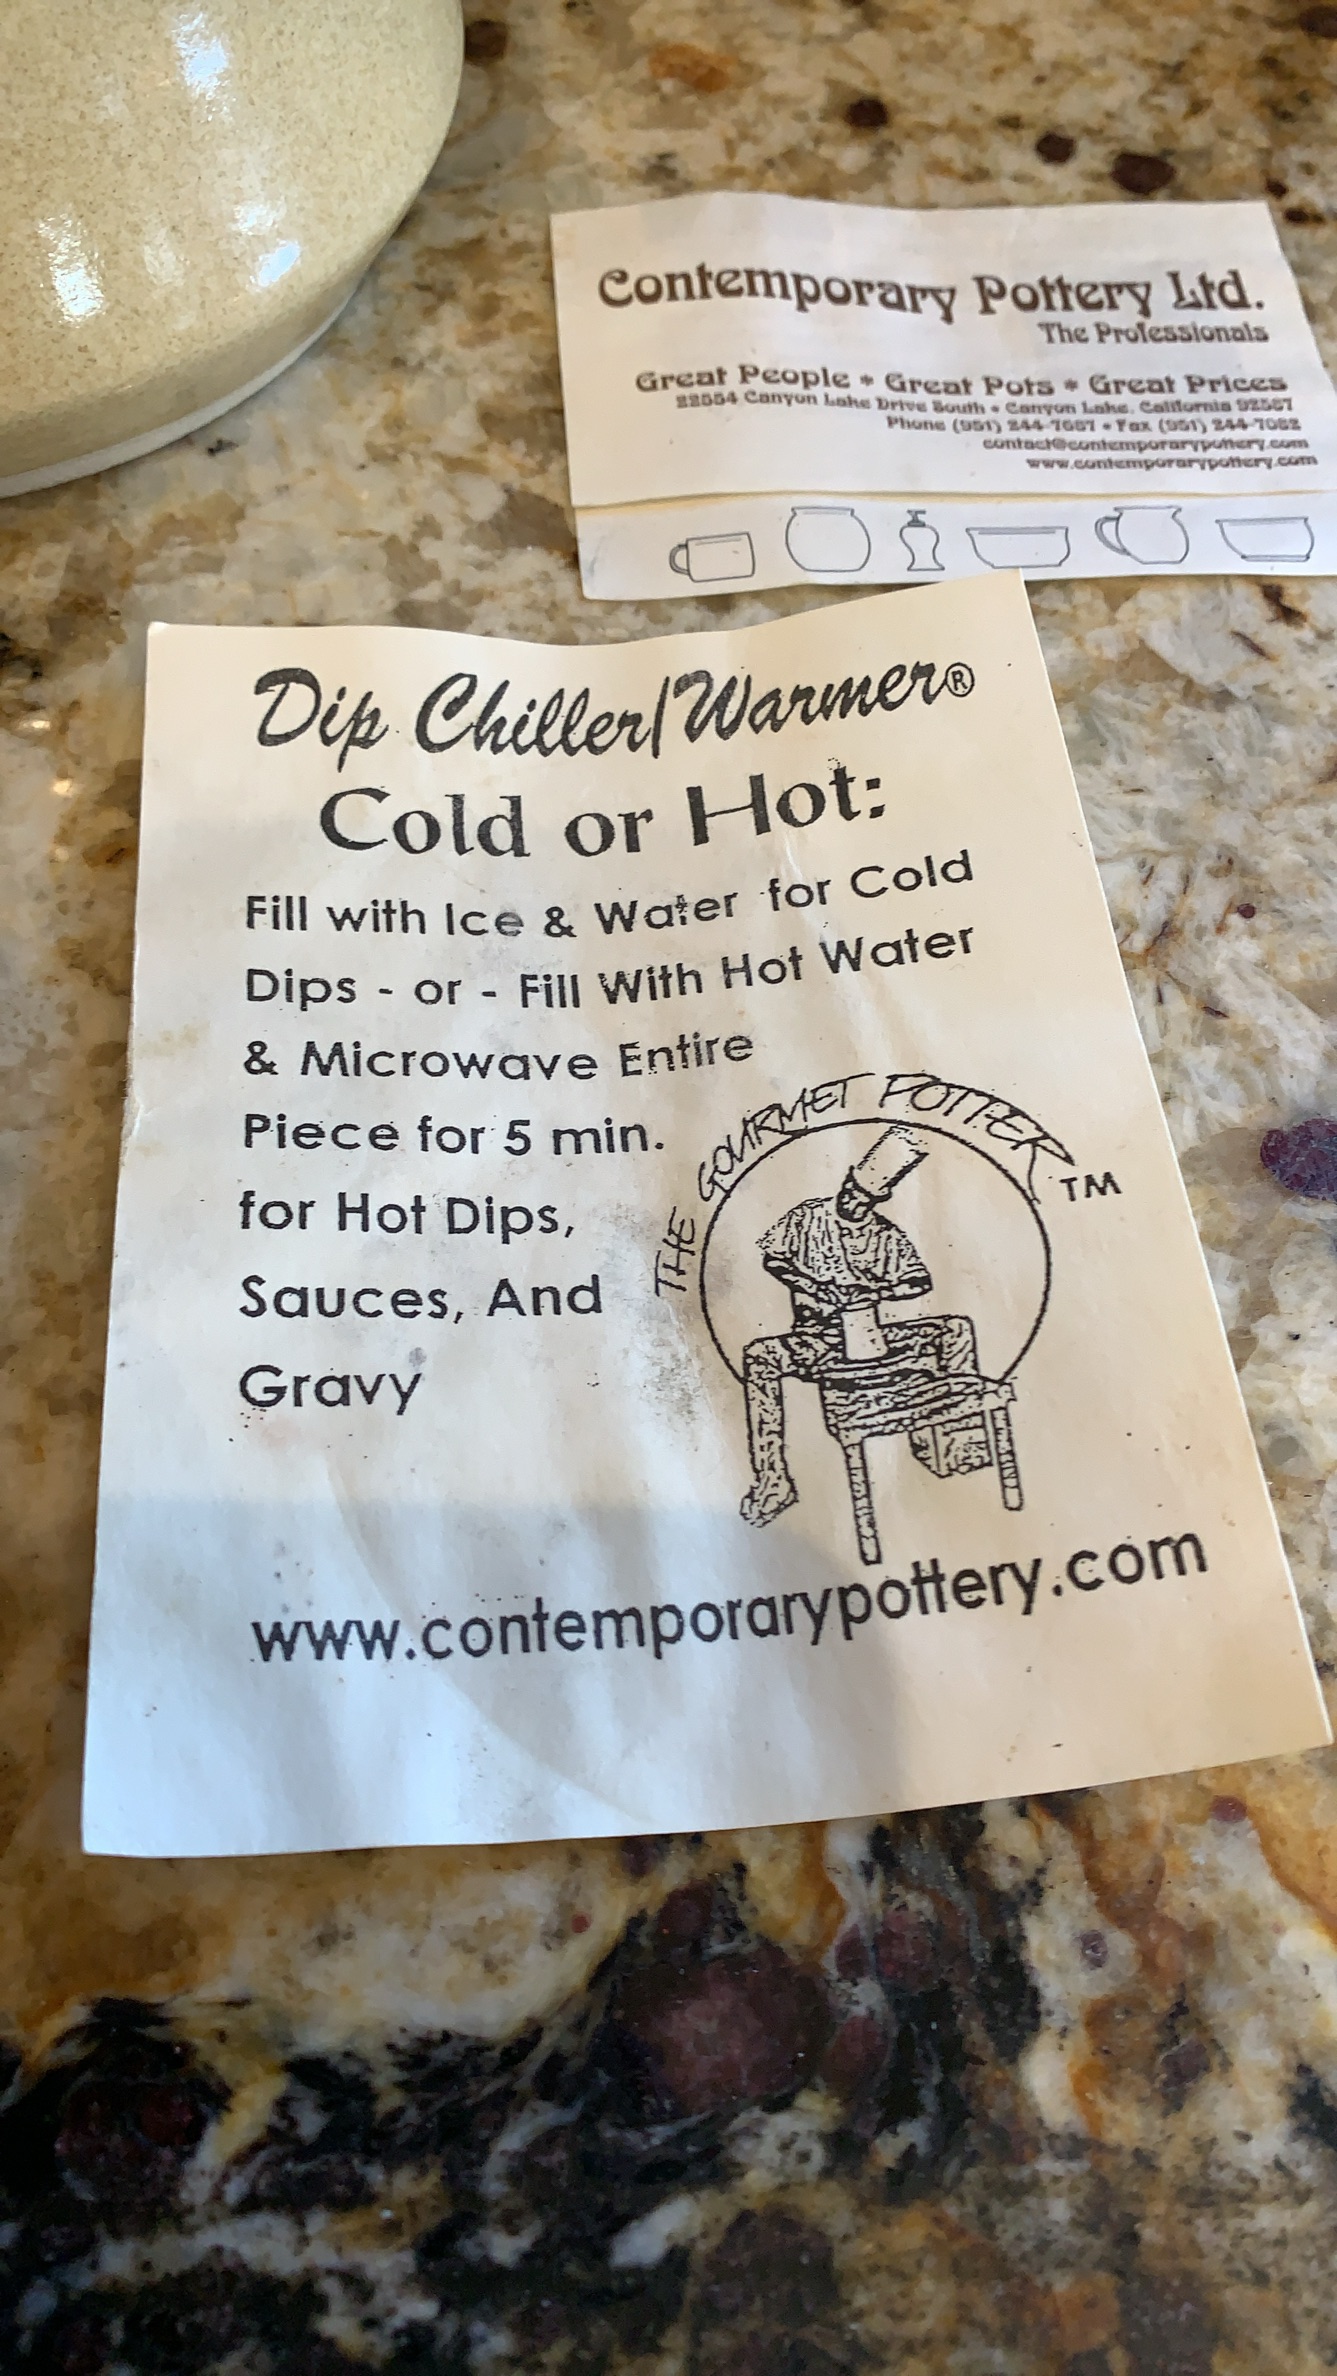 Contemporary Pottery Ltd.
The Professionals
Great People * Great Pots * Great Prices
22554 Canyon Lake Drive South • Canyon Lake, California 92587
Phone (951) 244-7687 • Fax (951) 244-7082
contact@contemporarypottery.com
www.contemporarypottery.com
Dip Chiller/Warmer®
Cold or Hot:
Fill with Ice & Water for Cold
Dips - or - Fill With Hot Water
& Microwave Entire
Piece for 5 min.
for Hot Dips,
Sauces, And
Gravy
THE GOURMET POTTER TM
www.contemporarypottery.com